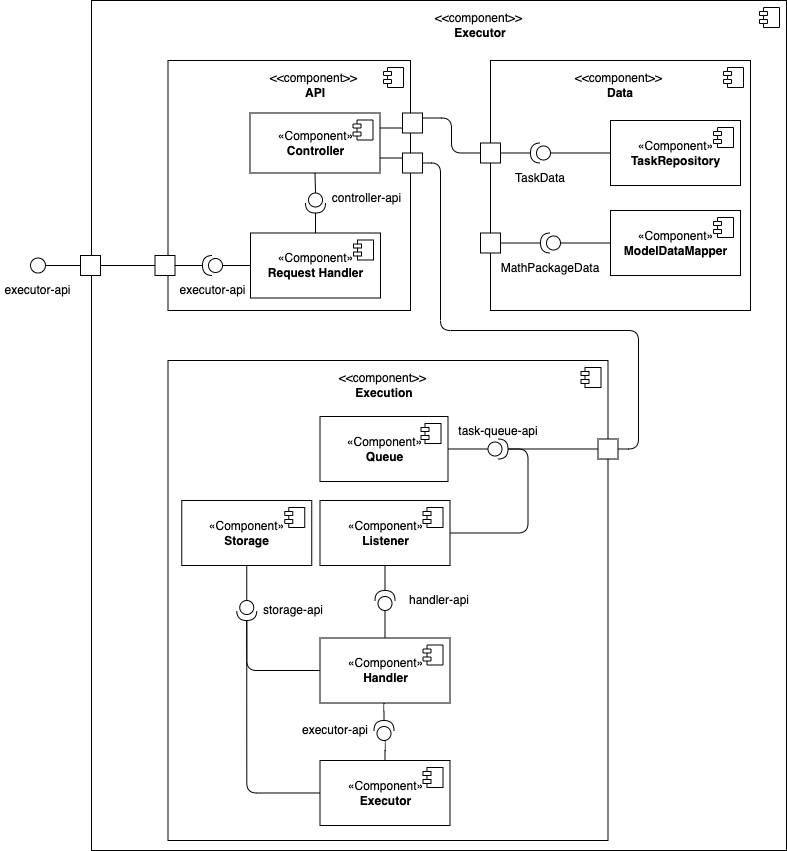 <<component>>
Executor
<<component>>
API
«Component»
Controller
controller-api
«Component»
Request Handler
executor-api
executor-api
<<component>>
Data
«Component»
TaskRepository
TaskData
«Component»
ModelDataMapper
MathPackageData
<<component>>
Execution
«Component»
Queue
task-queue-api
«Component»
Storage
«Component»
Listener
storage-api
handler-api
«Component»
Handler
executor-api
«Component»
Executor